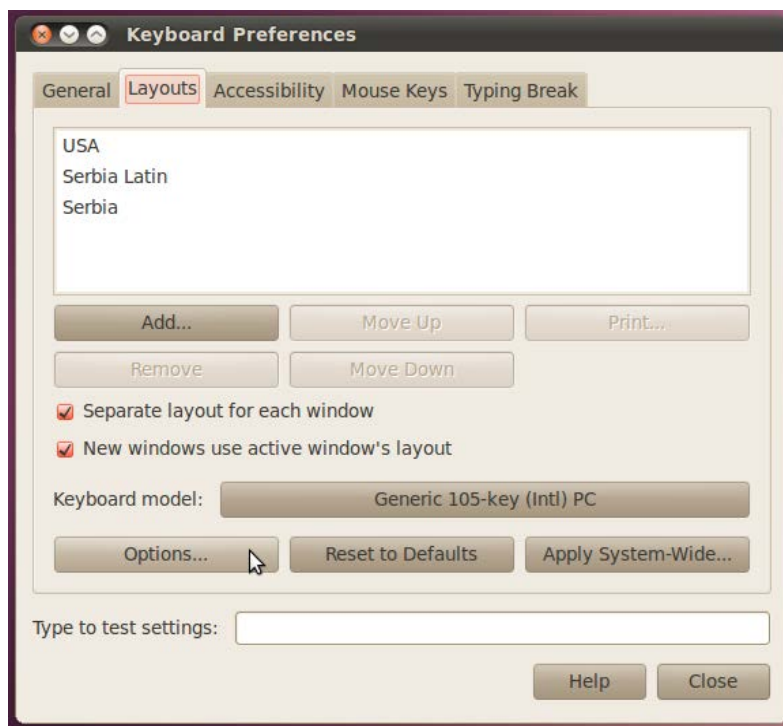 Keyboard Preferences
General Layouts Accessibility Mouse Keys Typing Break
USA
Serbia Latin
Serbia
Add... Move Up Print...
Remove Move Down
Separate layout for each window
New windows use active window's layout
Keyboard model: Generic 105-key (Intl) PC
Options... Reset to Defaults Apply System-Wide...
Type to test settings:
Help Close